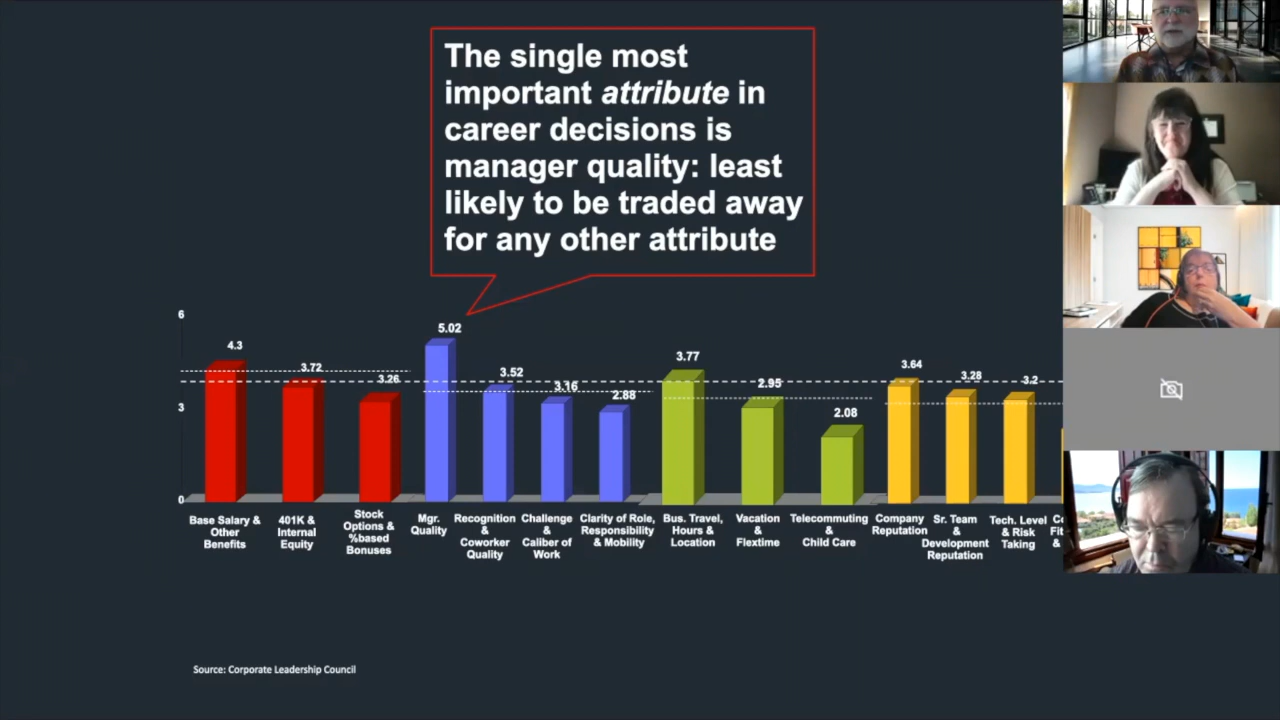 The single most
important attribute in
career decisions is
manager quality: least
likely to be traded away
for any other attribute
6
3
0
4.3
3.72
3.26
5.02
3.52
3.16
2.88
3.77
2.95
2.08
3.64
3.28
3.2
Base Salary &
Other
Benefits
401K &
Internal
Equity
Stock
Options &
%based
Bonuses
Mgr.
Quality
Recognition
&
Coworker
Quality
Challenge
&
Caliber of
Work
Clarity of Role,
Responsibility
& Mobility
Bus. Travel,
Hours &
Location
Vacation
&
Flextime
Telecommuting
&
Child Care
Company
Reputation
Sr. Team
&
Development
Reputation
Tech. Level
& Risk
Taking
Source: Corporate Leadership Council